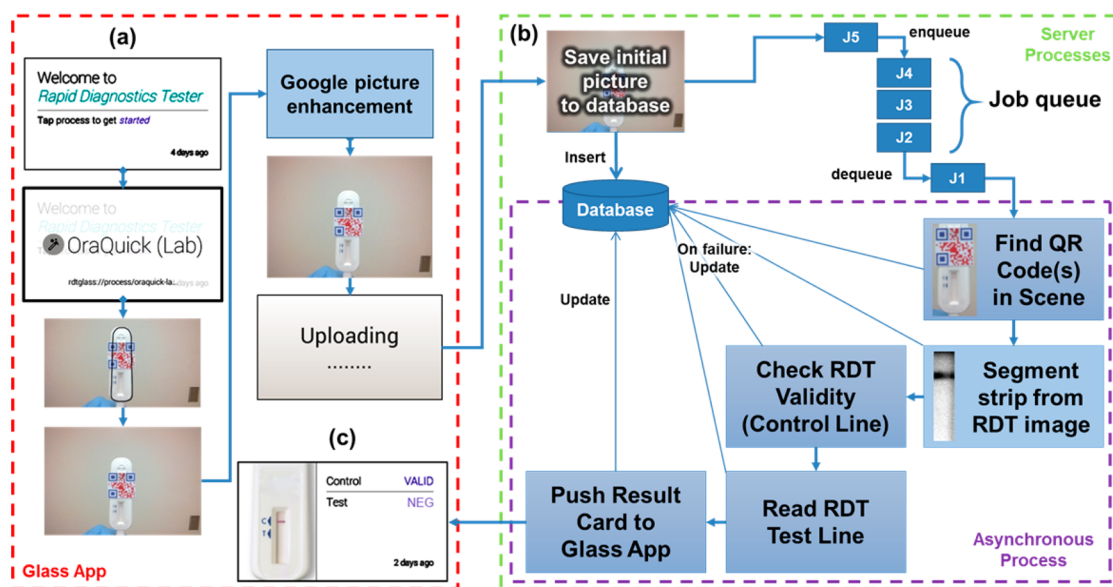 (a)
Welcome to
Rapid Diagnostics Tester
Tap process to get started
4 days ago
Welcome to
Rapid Diagnostics Tester
OraQuick (Lab)
rdtglass://process/oraquick-la..
days ago
Google picture
enhancement
Uploading
........
(c)
Control VALID
Test NEG
C
T
2 days ago
Glass App
(b)
Save initial
picture
to database
Insert
Database
J5
enqueue
J4
J3
J2
Job queue
dequeue
J1
Server
Processes
Find QR
Code(s)
in Scene
Segment
strip from
RDT image
Check RDT
Validity
(Control Line)
Read RDT
Test Line
Push Result
Card to
Glass App
On failure:
Update
Update
Asynchronous
Process